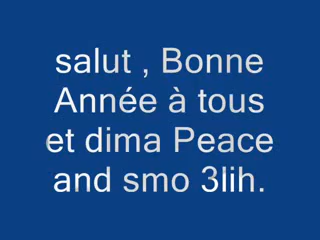 salut , Bonne
Année à tous
et dima Peace
and smo 3lih.